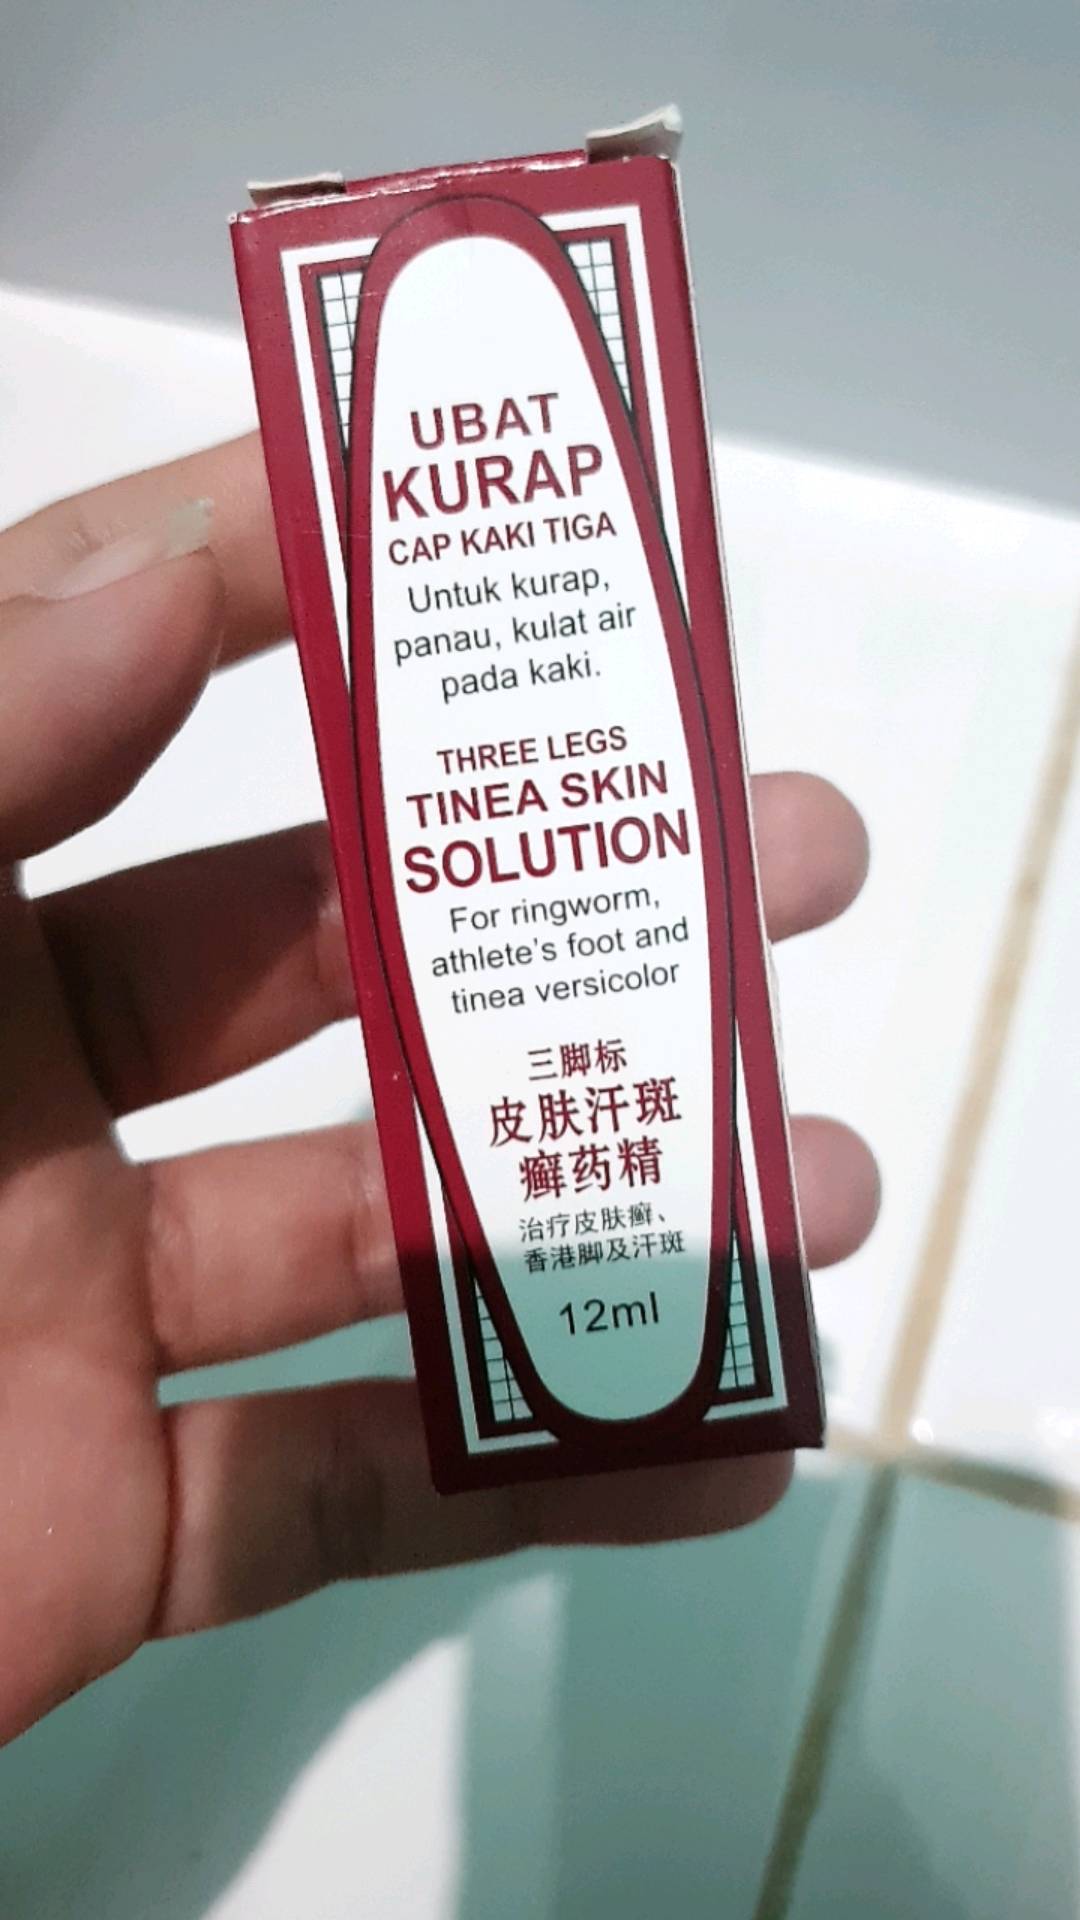 UBAT
KURAP
CAP KAKI TIGA
Untuk kurap,
panau, kulat air
pada kaki.
THREE LEGS
TINEA SKIN
SOLUTION
For ringworm,
athlete's foot and
tinea versicolor
三脚标
皮肤汗斑
癣药精
治疗皮肤癣、
香港脚及汗斑
12ml